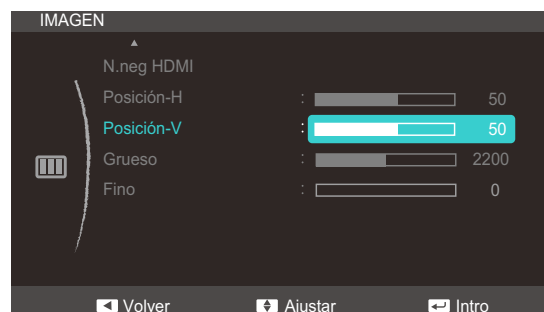 IMAGEN
N.neg HDMI
Posición-H : 50
Posición-V : 50
Grueso : 2200
Fino : 0
Volver Ajustar Intro